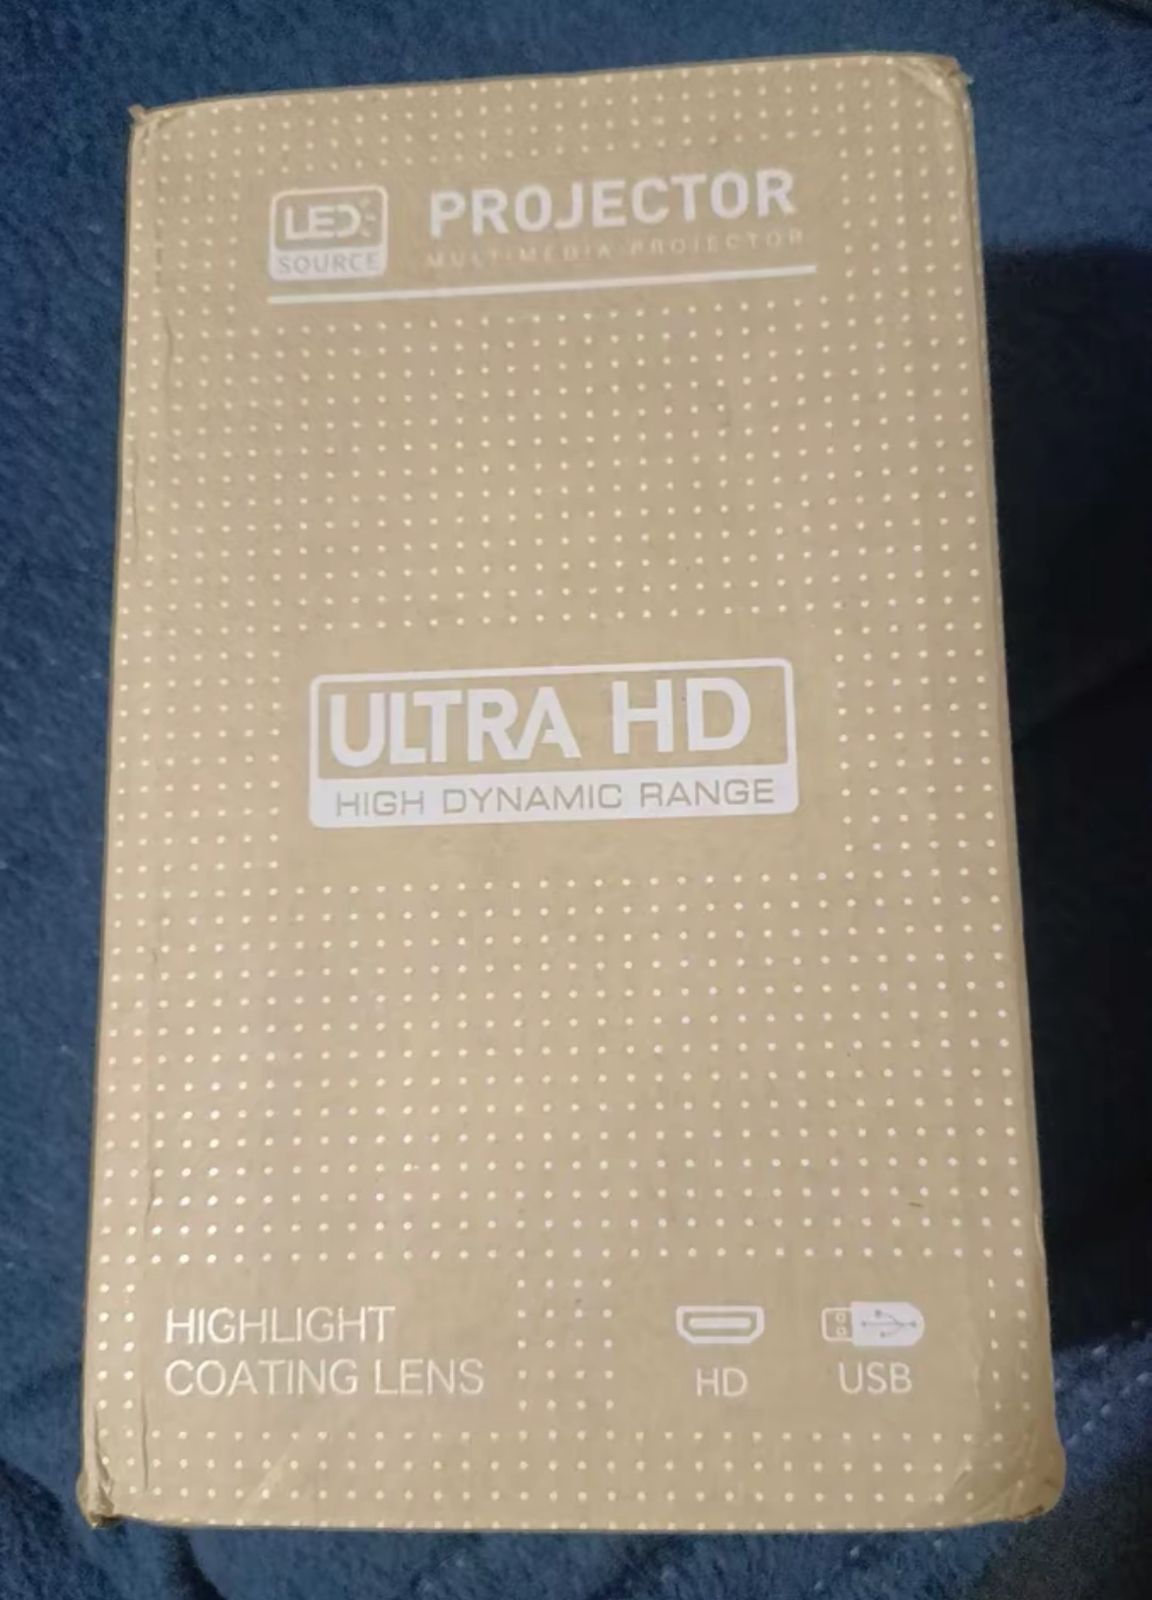 LED
SOURCE
PROJECTOR
MULTIMEDIA PROJECTOR
ULTRA HD
HIGH DYNAMIC RANGE
HIGHLIGHT
COATING LENS
HD
USB